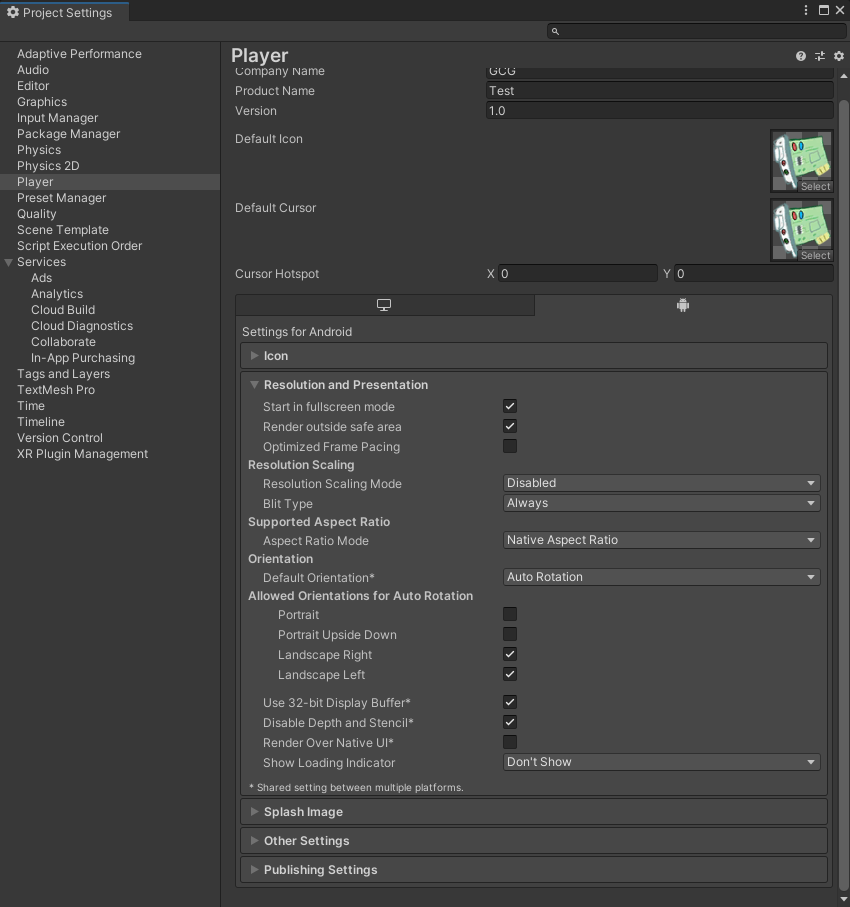 Project Settings
Adaptive Performance
Audio
Editor
Graphics
Input Manager
Package Manager
Physics
Physics 2D
Player
Preset Manager
Quality
Scene Template
Script Execution Order
Services
Ads
Analytics
Cloud Build
Cloud Diagnostics
Collaborate
In-App Purchasing
Tags and Layers
TextMesh Pro
Time
Timeline
Version Control
XR Plugin Management
Player
Company Name GCG
Product Name Test
Version 1.0
Default Icon
Select
Default Cursor
Select
Cursor Hotspot X 0 Y 0
Settings for Android
Icon
Resolution and Presentation
Start in fullscreen mode
Render outside safe area
Optimized Frame Pacing
Resolution Scaling
Resolution Scaling Mode Disabled
Blit Type Always
Supported Aspect Ratio
Aspect Ratio Mode Native Aspect Ratio
Orientation
Default Orientation* Auto Rotation
Allowed Orientations for Auto Rotation
Portrait
Portrait Upside Down
Landscape Right
Landscape Left
Use 32-bit Display Buffer*
Disable Depth and Stencil*
Render Over Native UI*
Show Loading Indicator Don't Show
* Shared setting between multiple platforms.
Splash Image
Other Settings
Publishing Settings